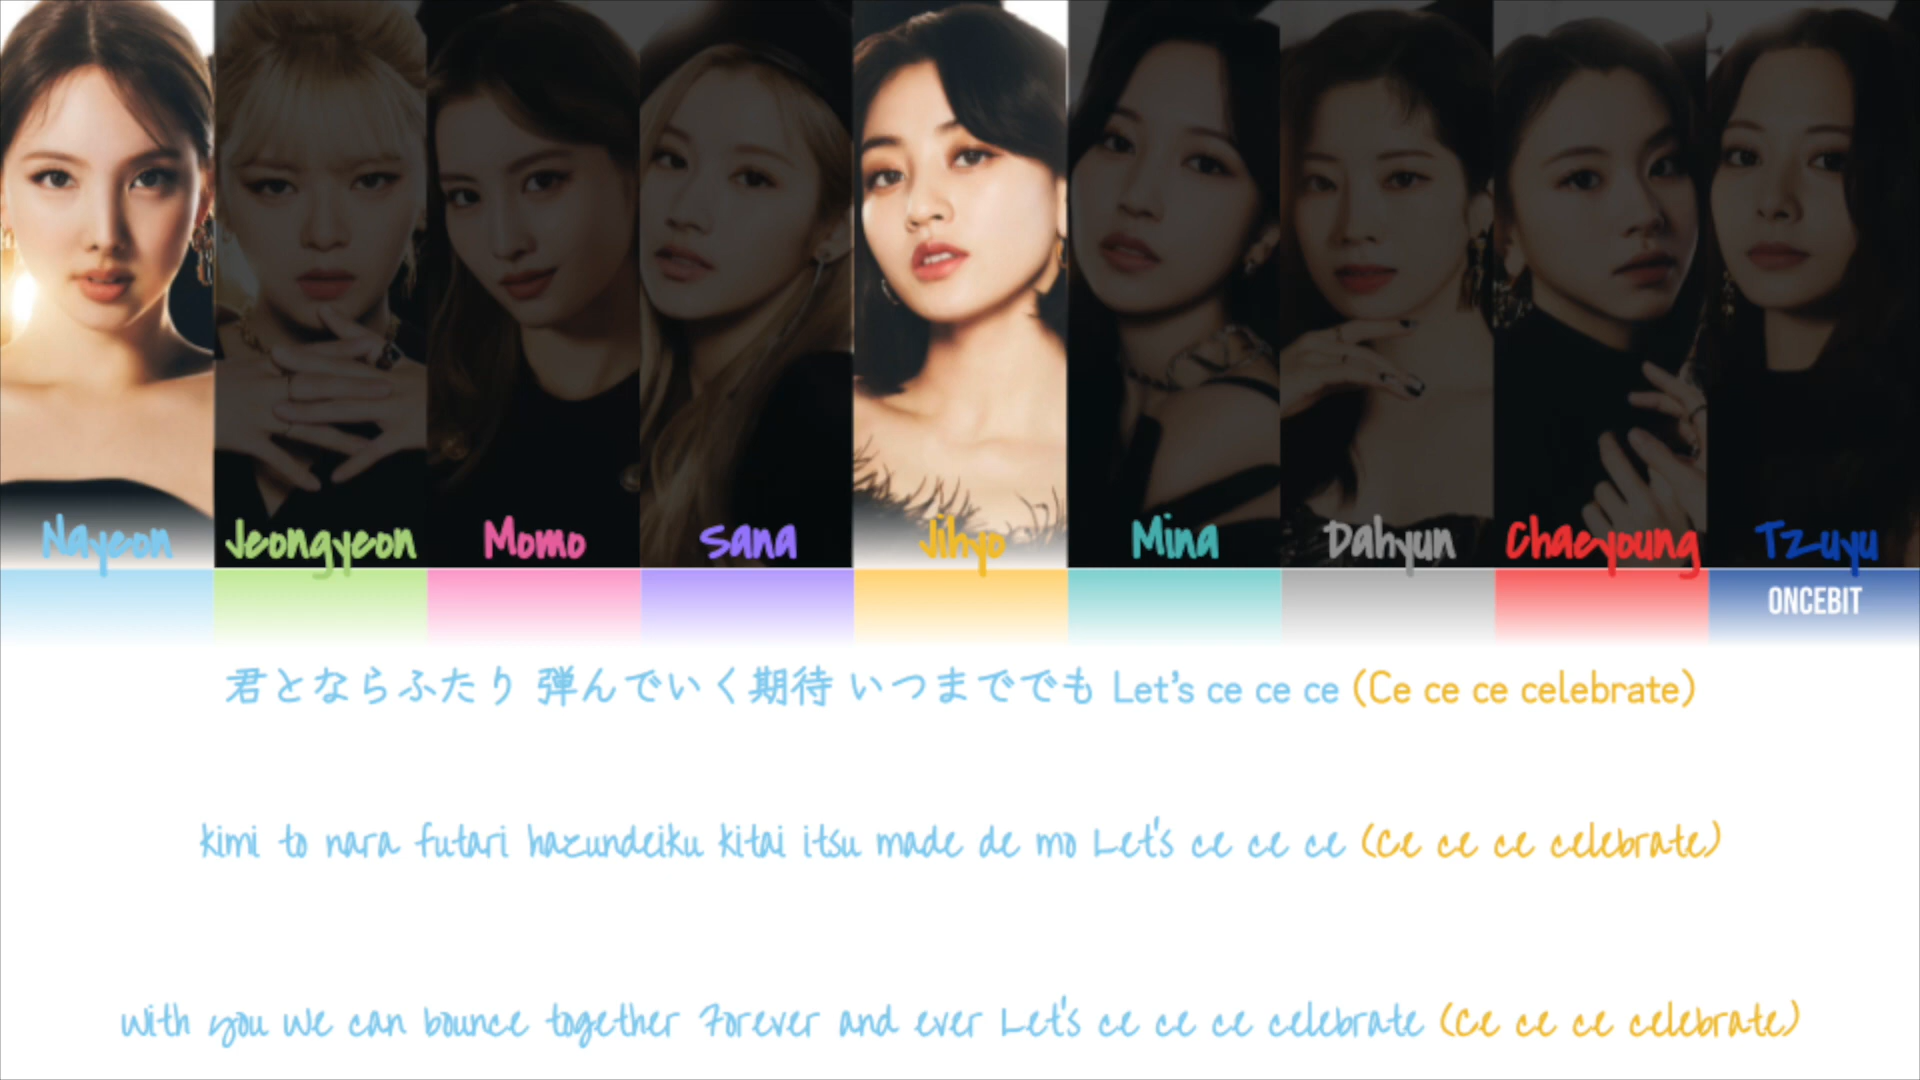 Nayeon Jeongyeon Momo Sana Jihyo Mina Dahyun Chaeyoung Tzuyu
ONCEBIT
君とならふたり 弾んでいく期待 いつまででも Let's ce ce ce (Ce ce ce celebrate)
kimi to nara futari hazundeiku kitai itsu made de mo Let's ce ce ce (Ce ce ce celebrate)
With you We can bounce together Forever and ever Let's ce ce ce celebrate (Ce ce ce celebrate)